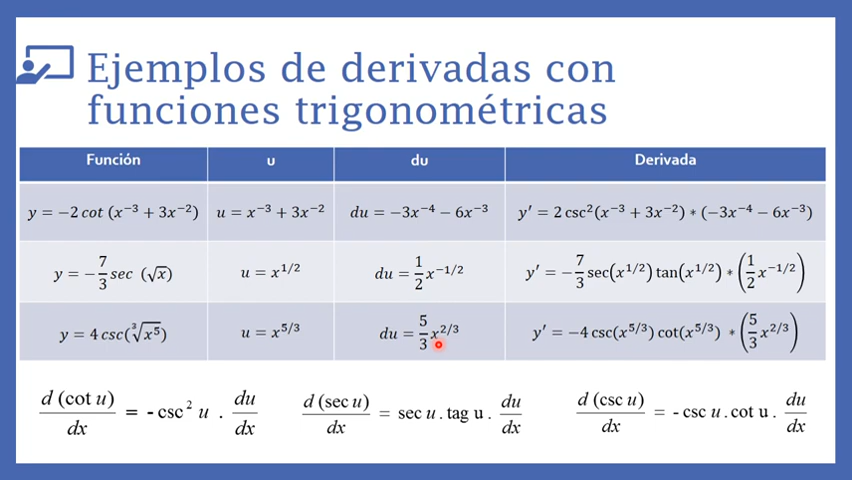 Ejemplos de derivadas con
funciones trigonométricas
Función u du Derivada
y = −2 cot (x⁻³ + 3x⁻²) u = x⁻³ + 3x⁻² du = −3x⁻⁴ − 6x⁻³ y′ = 2 csc²(x⁻³ + 3x⁻²) * (−3x⁻⁴ − 6x⁻³)
y = −7/3 sec (√x) u = x^{1/2} du = 1/2 x^{−1/2} y′ = −7/3 sec(x^{1/2}) tan(x^{1/2}) * (1/2 x^{−1/2})
y = 4 csc(∛x⁵) u = x^{5/3} du = 5/3 x^{2/3} y′ = −4 csc(x^{5/3}) cot(x^{5/3}) * (5/3 x^{2/3})
d (cot u)/dx = - csc² u . du/dx d (sec u)/dx = sec u . tag u . du/dx d (csc u)/dx = - csc u . cot u . du/dx